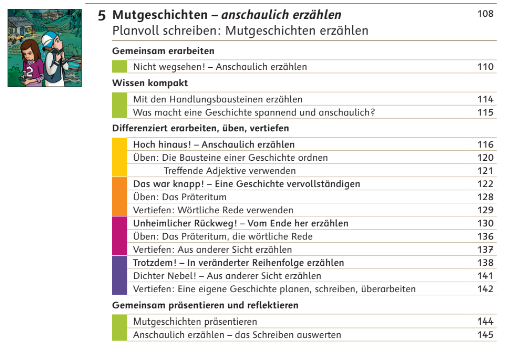 5 Mutgeschichten – anschaulich erzählen 108
Planvoll schreiben: Mutgeschichten erzählen
Gemeinsam erarbeiten
Nicht wegsehen! – Anschaulich erzählen 110
Wissen kompakt
Mit den Handlungsbausteinen erzählen 114
Was macht eine Geschichte spannend und anschaulich? 115
Differenziert erarbeiten, üben, vertiefen
Hoch hinaus! – Anschaulich erzählen 116
Üben: Die Bausteine einer Geschichte ordnen 120
Treffende Adjektive verwenden 121
Das war knapp! – Eine Geschichte vervollständigen 122
Üben: Das Präteritum 128
Vertiefen: Wörtliche Rede verwenden 129
Unheimlicher Rückweg! – Vom Ende her erzählen 130
Üben: Das Präteritum, die wörtliche Rede 136
Vertiefen: Aus anderer Sicht erzählen 137
Trotzdem! – In veränderter Reihenfolge erzählen 138
Dichter Nebel! – Aus anderer Sicht erzählen 141
Vertiefen: Eine eigene Geschichte planen, schreiben, überarbeiten 142
Gemeinsam präsentieren und reflektieren
Mutgeschichten präsentieren 144
Anschaulich erzählen – das Schreiben auswerten 145